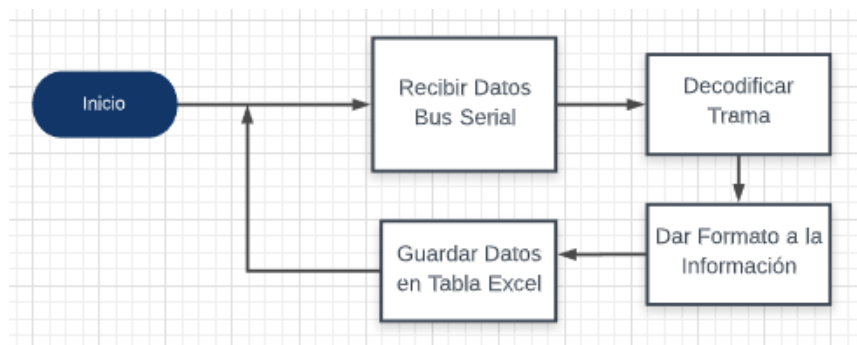 Inicio
Recibir Datos
Bus Serial
Decodificar
Trama
Dar Formato a la
Información
Guardar Datos
en Tabla Excel